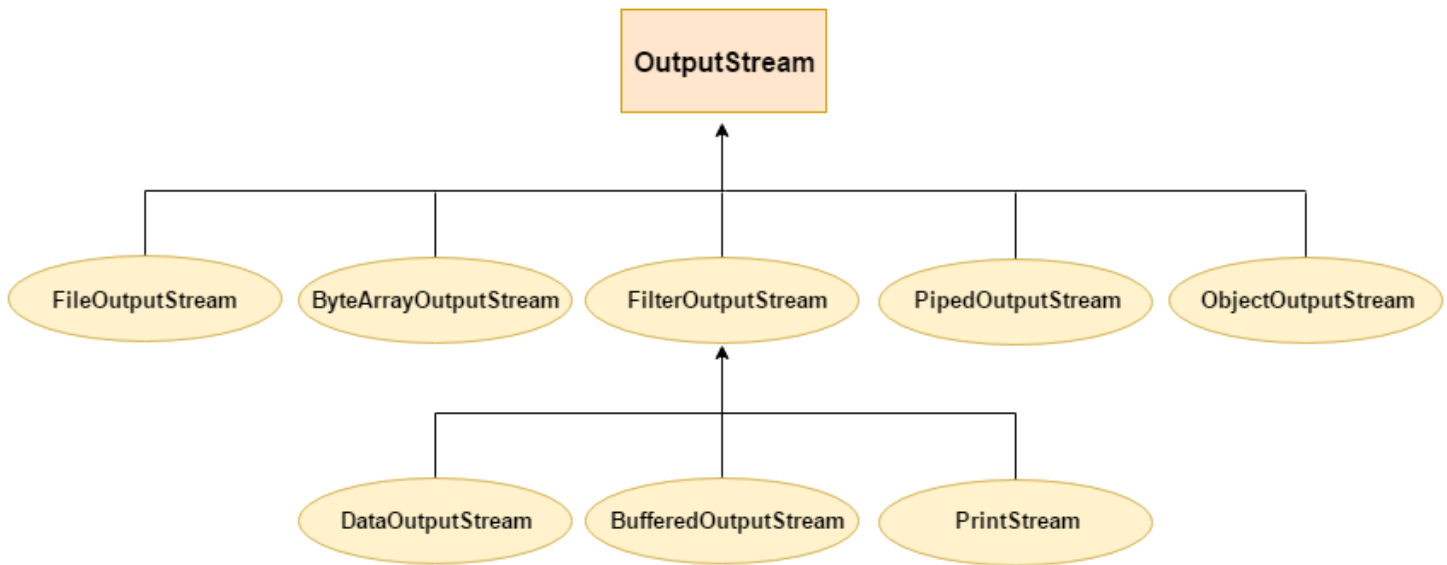 OutputStream
FileOutputStream
ByteArrayOutputStream
FilterOutputStream
PipedOutputStream
ObjectOutputStream
DataOutputStream
BufferedOutputStream
PrintStream